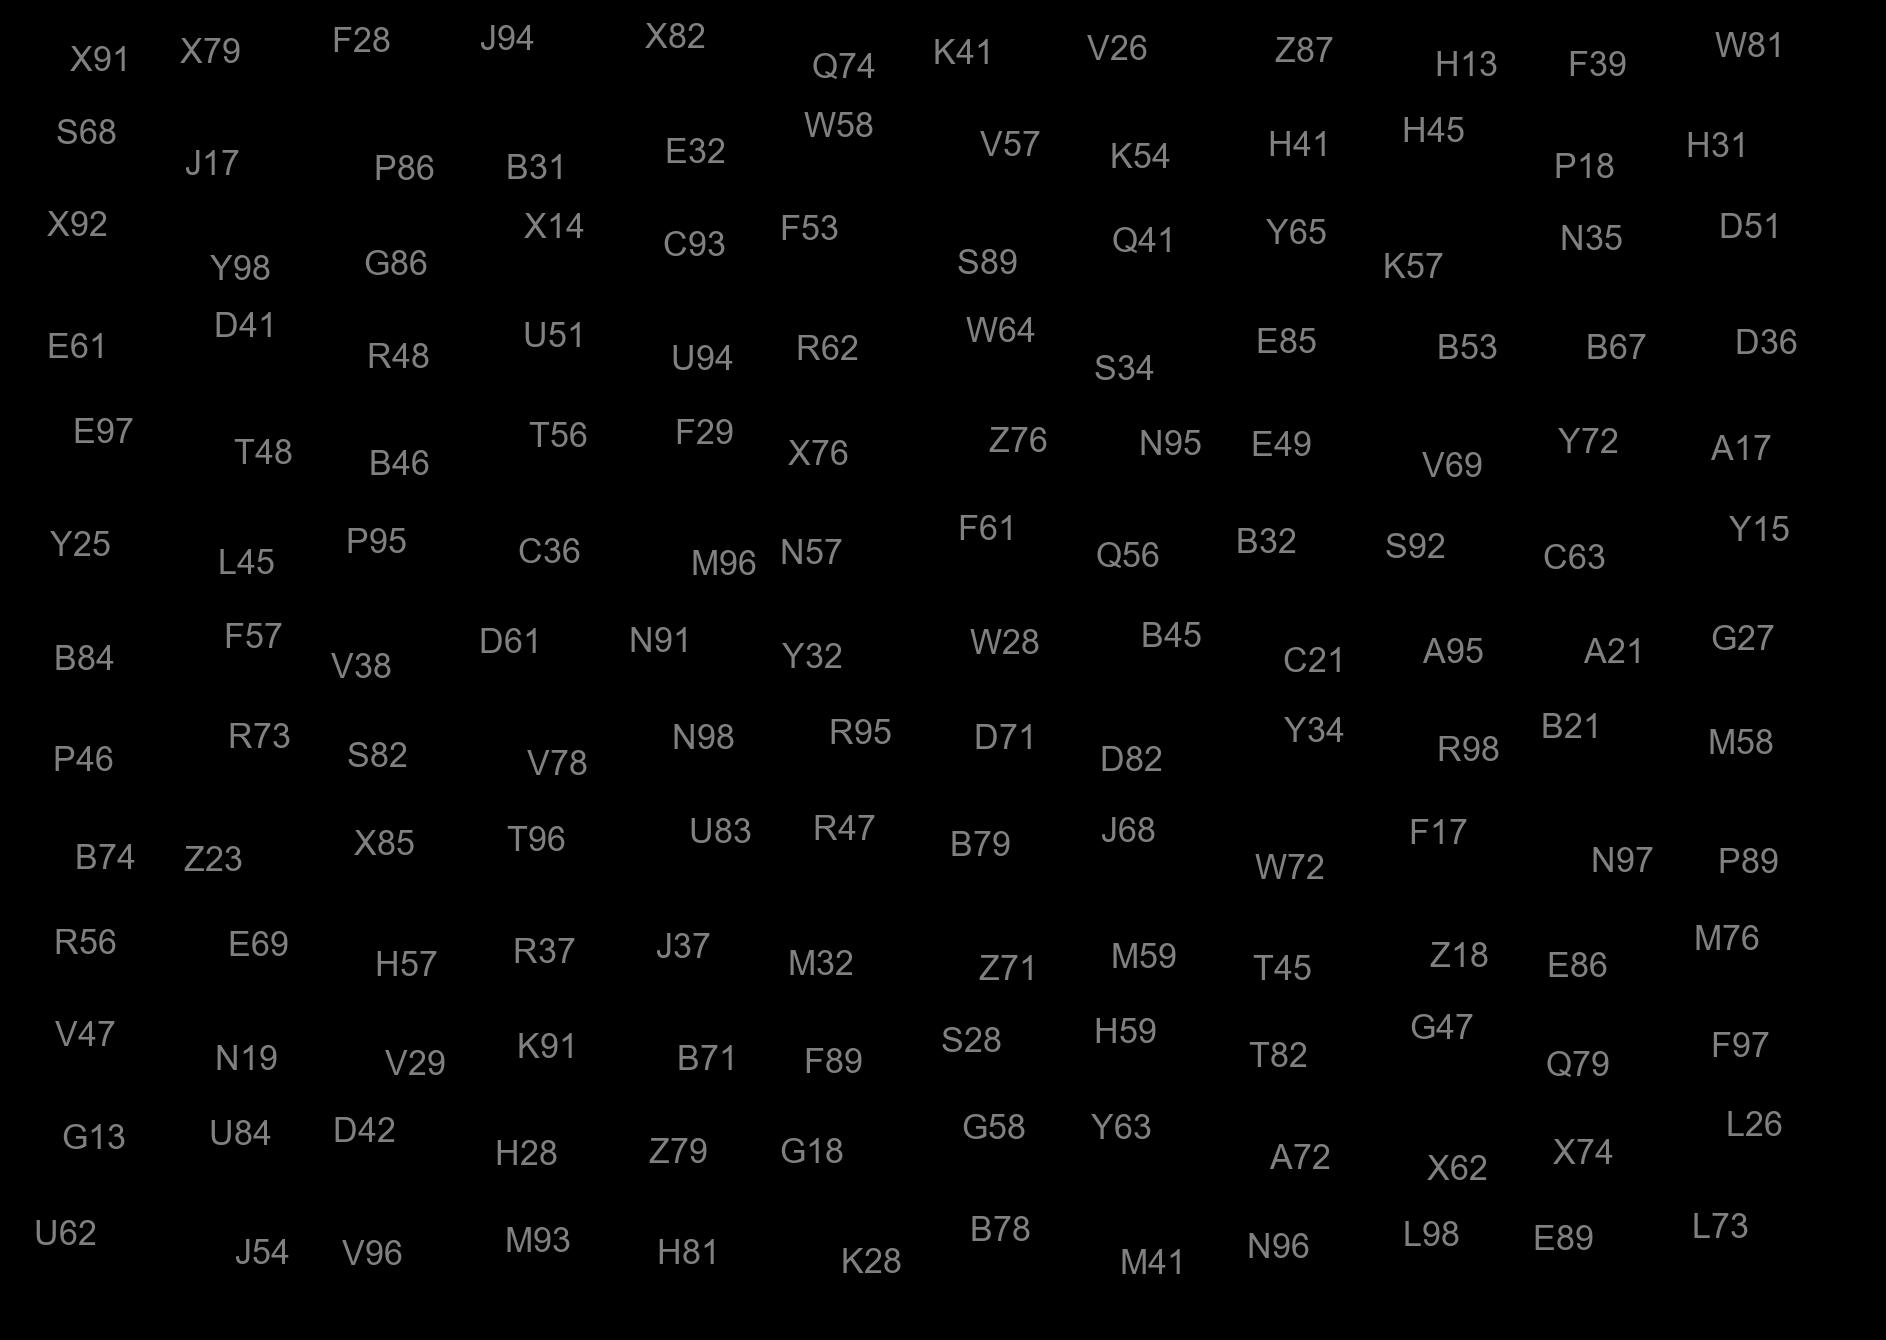 X91 X79 F28 J94 X82 Q74 K41 V26 Z87 H13 F39 W81
S68 J17 P86 B31 E32 W58 V57 K54 H41 H45 P18 H31
X92 Y98 G86 X14 C93 F53 S89 Q41 Y65 K57 N35 D51
E61 D41 R48 U51 U94 R62 W64 S34 E85 B53 B67 D36
E97 T48 B46 T56 F29 X76 Z76 N95 E49 V69 Y72 A17
Y25 L45 P95 C36 M96 N57 F61 Q56 B32 S92 C63 Y15
B84 F57 V38 D61 N91 Y32 W28 B45 C21 A95 A21 G27
P46 R73 S82 V78 N98 R95 D71 D82 Y34 R98 B21 M58
B74 Z23 X85 T96 U83 R47 B79 J68 W72 F17 N97 P89
R56 E69 H57 R37 J37 M32 Z71 M59 T45 Z18 E86 M76
V47 N19 V29 K91 B71 F89 S28 H59 T82 G47 Q79 F97
G13 U84 D42 H28 Z79 G18 G58 Y63 A72 X62 X74 L26
U62 J54 V96 M93 H81 K28 B78 M41 N96 L98 E89 L73